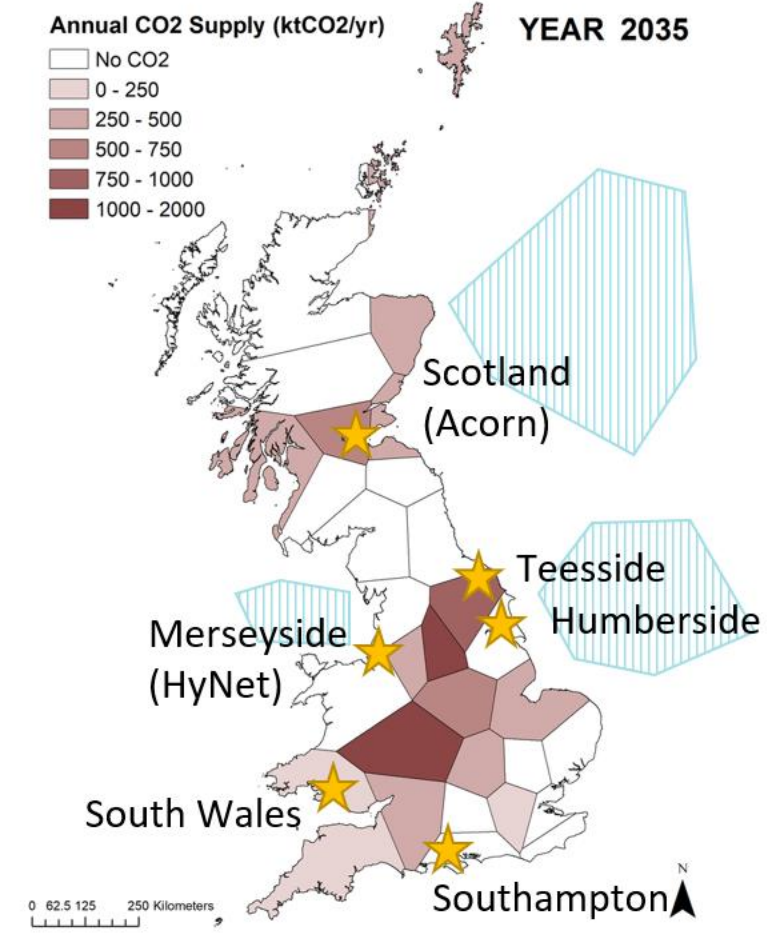 Annual CO2 Supply (ktCO2/yr)
YEAR 2035
No CO2
0 - 250
250 - 500
500 - 750
750 - 1000
1000 - 2000
Scotland
(Acorn)
Teesside
Humberside
Merseyside
(HyNet)
South Wales
Southampton
N
0 62.5 125 250 Kilometers